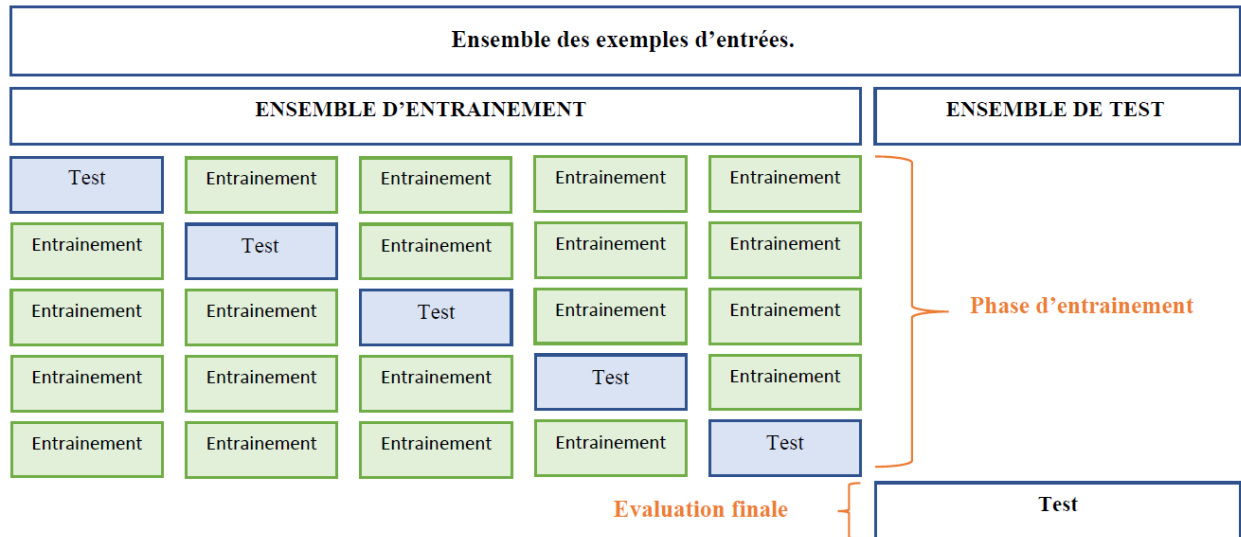 Ensemble des exemples d’entrées.
ENSEMBLE D’ENTRAINEMENT ENSEMBLE DE TEST
Test Entrainement Entrainement Entrainement Entrainement
Entrainement Test Entrainement Entrainement Entrainement
Entrainement Entrainement Test Entrainement Entrainement
Phase d’entrainement
Entrainement Entrainement Entrainement Test Entrainement
Entrainement Entrainement Entrainement Entrainement Test
Evaluation finale Test